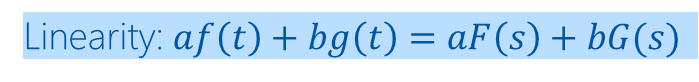 Linearity: af(t) + bg(t) = aF(s) + bG(s)